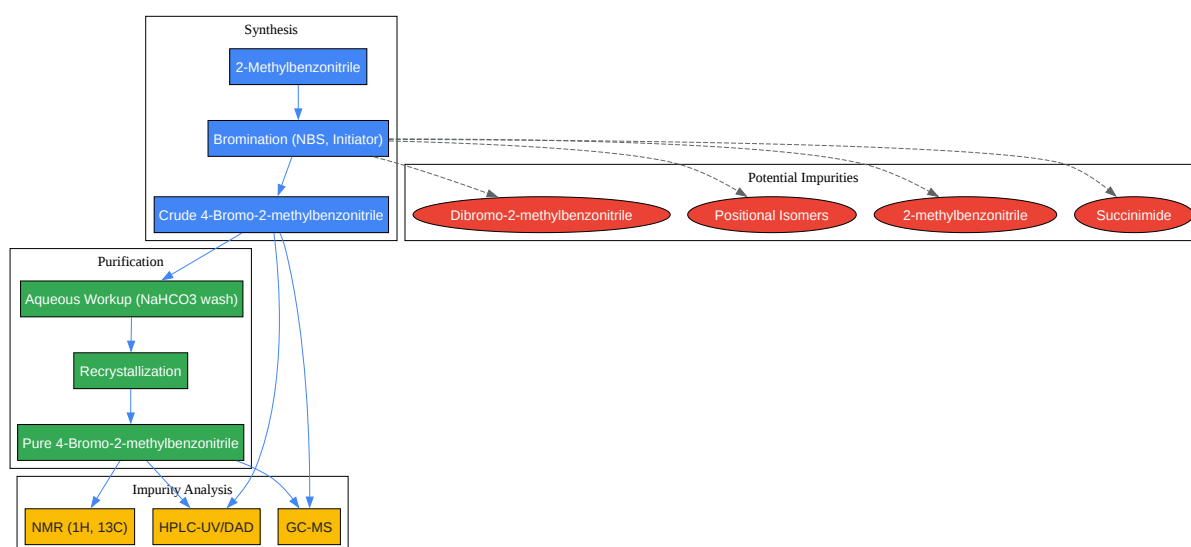 Synthesis
2-Methylbenzonitrile
Bromination (NBS, Initiator)
Crude 4-Bromo-2-methylbenzonitrile
Potential Impurities
Dibromo-2-methylbenzonitrile
Positional Isomers
2-methylbenzonitrile
Succinimide
Purification
Aqueous Workup (NaHCO3 wash)
Recrystallization
Pure 4-Bromo-2-methylbenzonitrile
Impurity Analysis
NMR (1H, 13C)
HPLC-UV/DAD
GC-MS